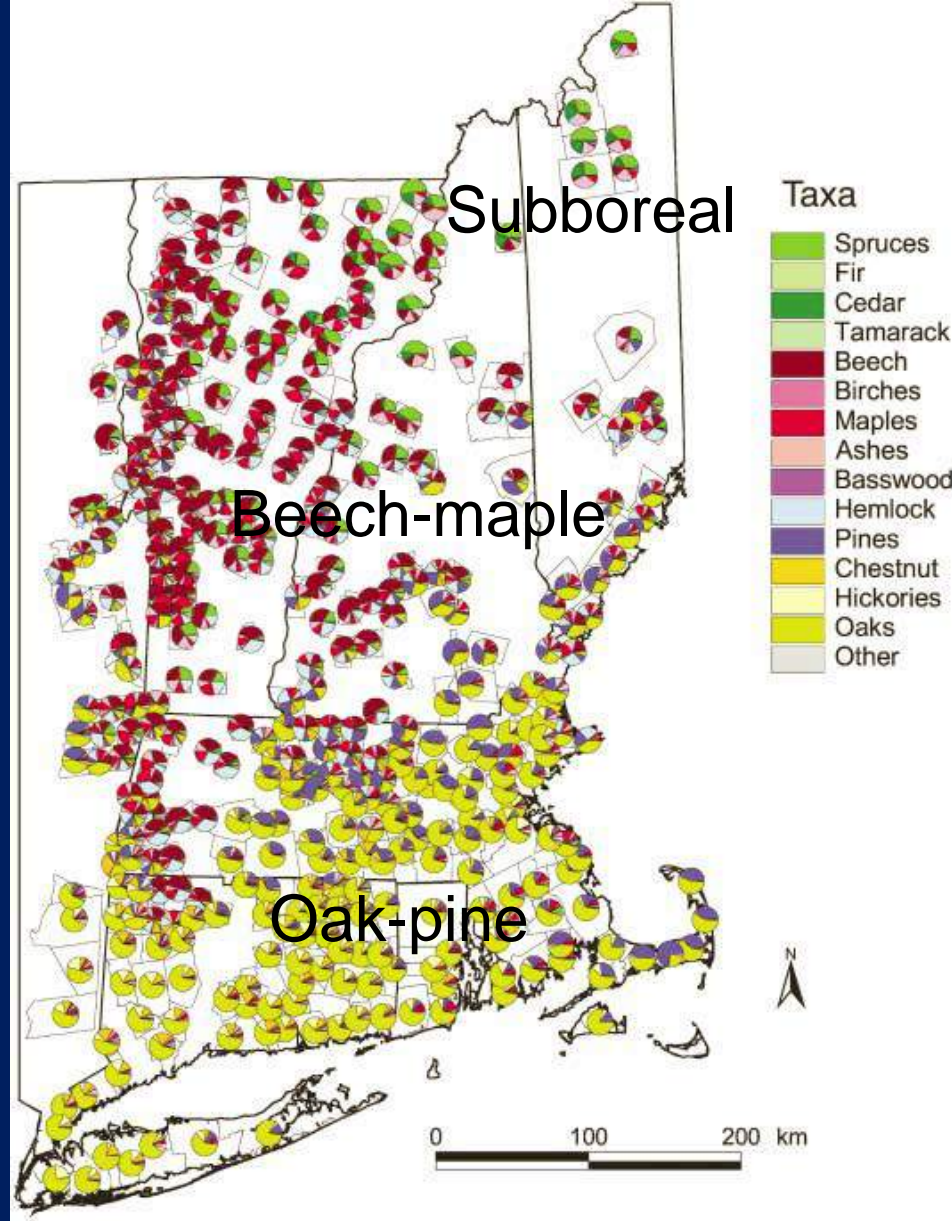 Subboreal
Beech-maple
Oak-pine
Taxa
Spruces
Fir
Cedar
Tamarack
Beech
Birches
Maples
Ashes
Basswood
Hemlock
Pines
Chestnut
Hickories
Oaks
Other
N
0 100 200 km